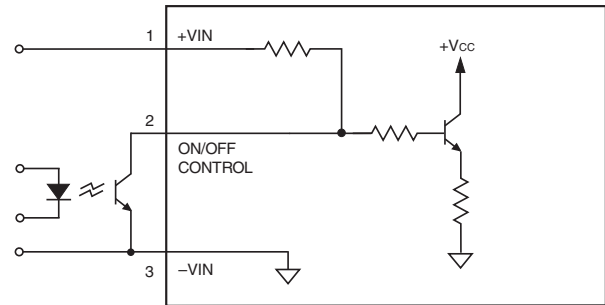 1 +VIN
+Vcc
2
ON/OFF
CONTROL
3 –VIN